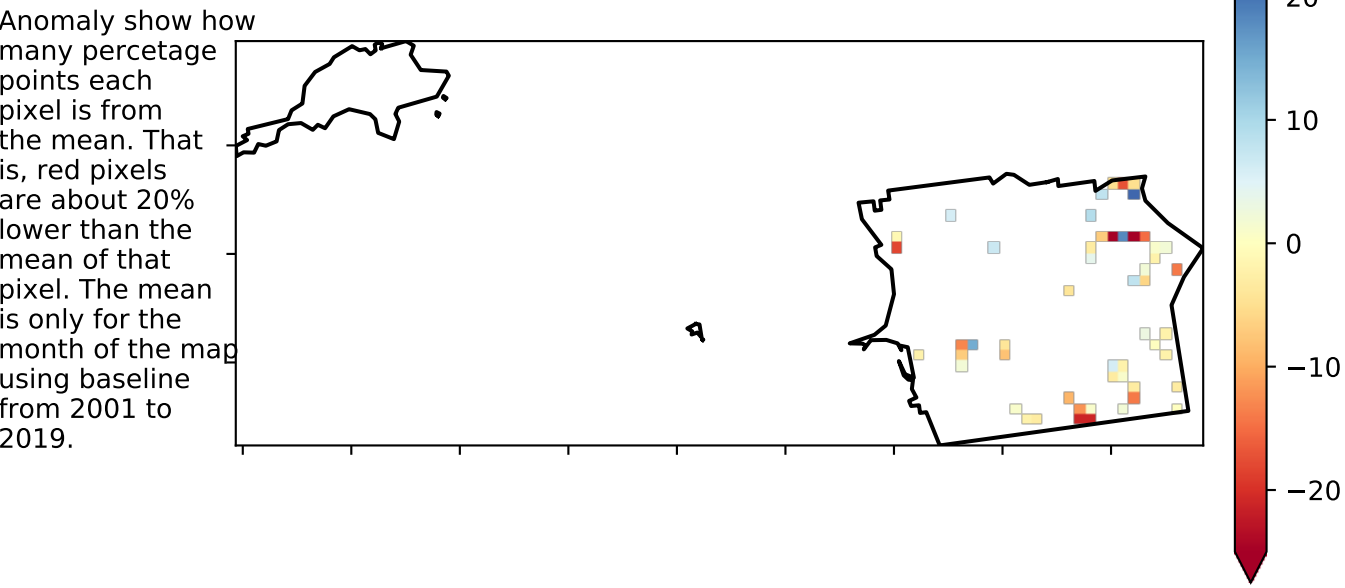 Anomaly show how
many percetage
points each
pixel is from
the mean. That
is, red pixels
are about 20%
lower than the
mean of that
pixel. The mean
is only for the
month of the map
using baseline
from 2001 to
2019.
20
10
0
−10
−20